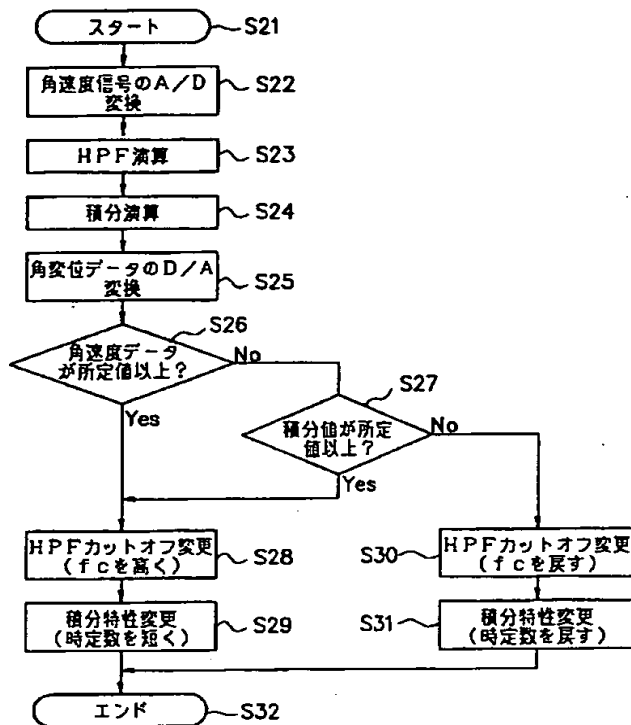 スタート
S21
角速度信号のA/D
変換
S22
HPF演算
S23
積分演算
S24
角変位データのD/A
変換
S25
S26
角速度データ
が所定値以上?
No
S27
Yes
積分値が所定
値以上?
No
Yes
HPFカットオフ変更
(fcを高く)
S28
S30
HPFカットオフ変更
(fcを戻す)
積分特性変更
(時定数を短く)
S29
S31
積分特性変更
(時定数を戻す)
エンド
S32